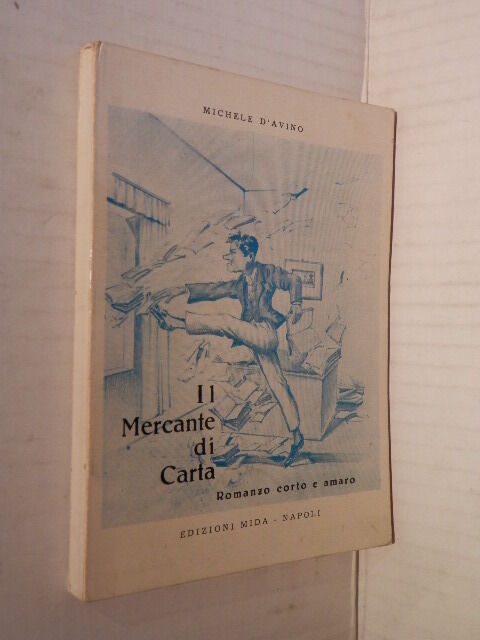 MICHELE D'AVINO
Il
Mercante
di
Carta
Romanzo corto e amaro
EDIZIONI MIDA - NAPOLI